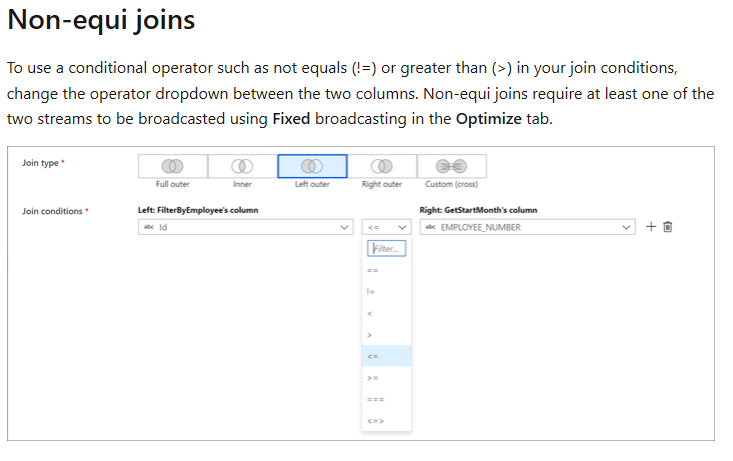 Non-equi joins
To use a conditional operator such as not equals (!=) or greater than (>) in your join conditions,
change the operator dropdown between the two columns. Non-equi joins require at least one of the
two streams to be broadcasted using Fixed broadcasting in the Optimize tab.
Join type *
Full outer Inner Left outer Right outer Custom (cross)
Join conditions * Left: FilterByEmployee's column Right: GetStartMonth's column
abc Id <= abc EMPLOYEE_NUMBER
Filter...
==
!=
<
>
<=
>=
===
<=>